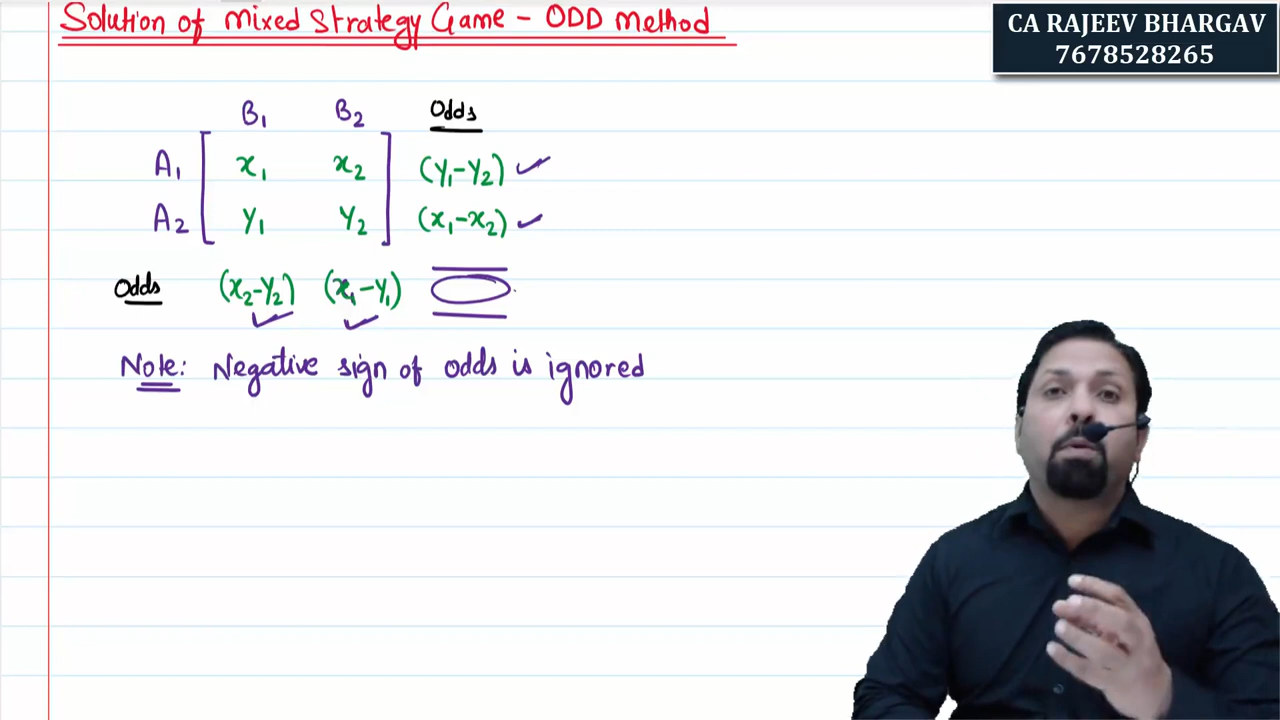 Solution of Mixed Strategy Game - ODD Method
CA RAJEEV BHARGAV
7678528265
B₁ B₂ Odds
A₁ x₁ x₂ (y₁-y₂) ✓
A₂ y₁ y₂ (x₁-x₂) ✓
Odds (x₂-y₂) (x₁-y₁)
Note: Negative sign of odds is ignored